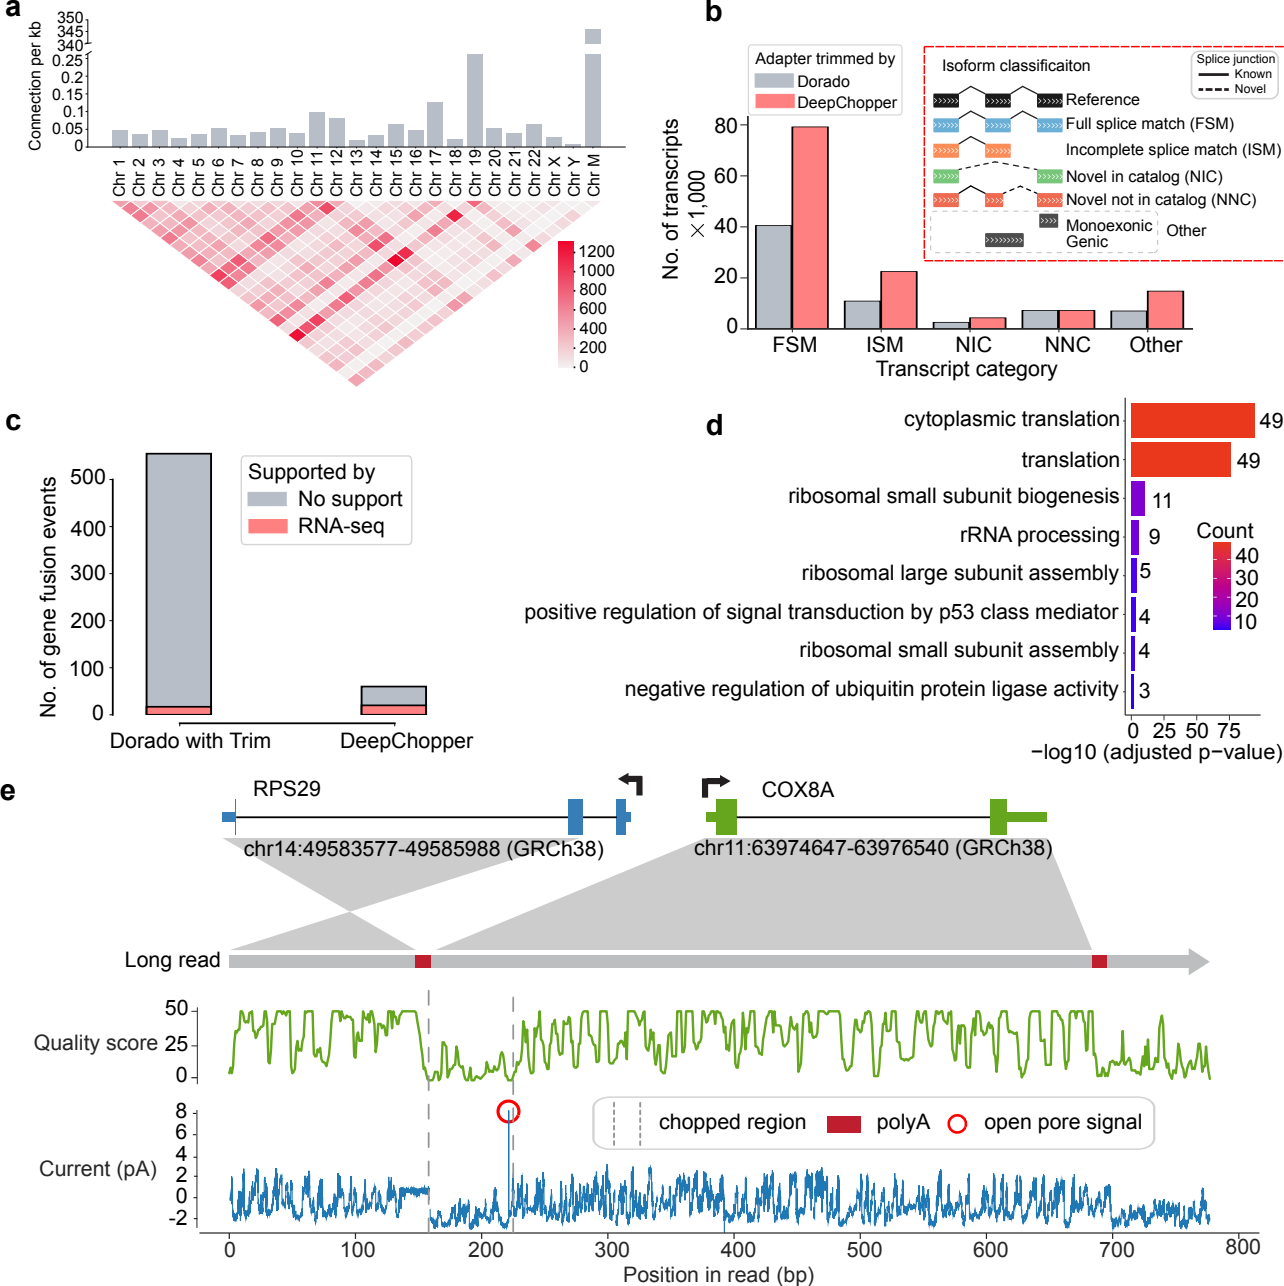 a
Connection per kb
350
345
340
0.25
0.2
0.15
0.1
0.05
0
Chr 1
Chr 2
Chr 3
Chr 4
Chr 5
Chr 6
Chr 7
Chr 8
Chr 9
Chr 10
Chr 11
Chr 12
Chr 13
Chr 14
Chr 15
Chr 16
Chr 17
Chr 18
Chr 19
Chr 20
Chr 21
Chr 22
Chr X
Chr Y
Chr M
1200
1000
800
600
400
200
0
b
Adapter trimmed by
Dorado
DeepChopper
No. of transcripts
×1,000
80
60
40
20
0
FSM
ISM
NIC
NNC
Other
Transcript category
Isoform classificaiton
Splice junction
Known
Novel
Reference
Full splice match (FSM)
Incomplete splice match (ISM)
Novel in catalog (NIC)
Novel not in catalog (NNC)
Monoexonic
Genic
Other
c
No. of gene fusion events
500
400
300
200
100
0
Supported by
No support
RNA-seq
Dorado with Trim
DeepChopper
d
cytoplasmic translation 49
translation 49
ribosomal small subunit biogenesis 11
rRNA processing 9
ribosomal large subunit assembly 5
positive regulation of signal transduction by p53 class mediator 4
ribosomal small subunit assembly 4
negative regulation of ubiquitin protein ligase activity 3
Count
40
30
20
10
0 25 50 75
−log10 (adjusted p−value)
e
RPS29
COX8A
chr14:49583577-49585988 (GRCh38)
chr11:63974647-63976540 (GRCh38)
Long read
Quality score
50
25
0
chopped region
polyA
open pore signal
Current (pA)
8
6
4
2
0
-2
0 100 200 300 400 500 600 700 800
Position in read (bp)